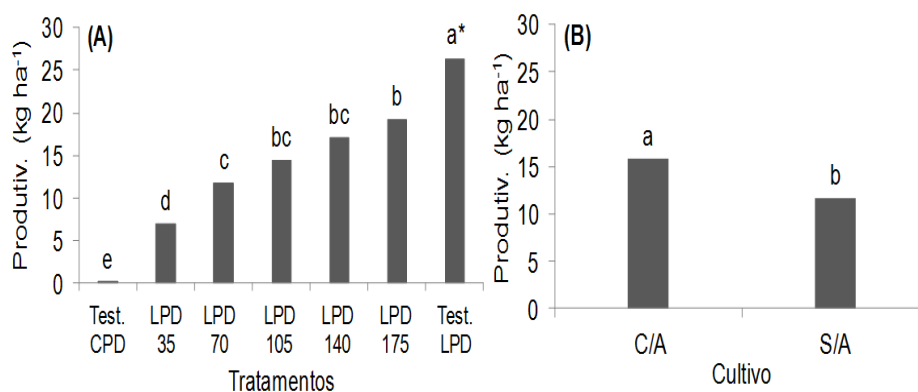 (A)
Produtiv. (kg ha⁻¹)
30
25
20
15
10
5
0
e
d
c
bc
bc
b
a*
Test. CPD
LPD 35
LPD 70
LPD 105
LPD 140
LPD 175
Test. LPD
Tratamentos
(B)
Produtiv. (kg ha⁻¹)
30
25
20
15
10
5
0
a
b
C/A
S/A
Cultivo